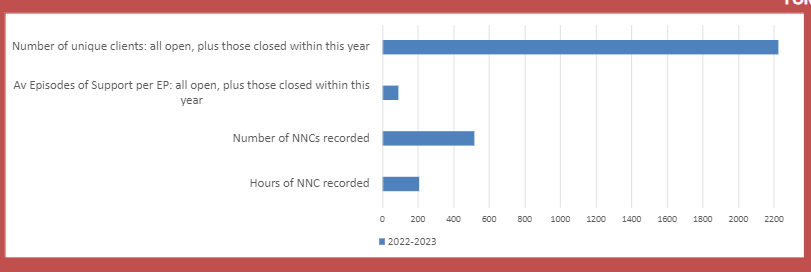 Number of unique clients: all open, plus those closed within this year
Av Episodes of Support per EP: all open, plus those closed within this
year
Number of NNCs recorded
Hours of NNC recorded
0 200 400 600 800 1000 1200 1400 1600 1800 2000 2200
2022-2023